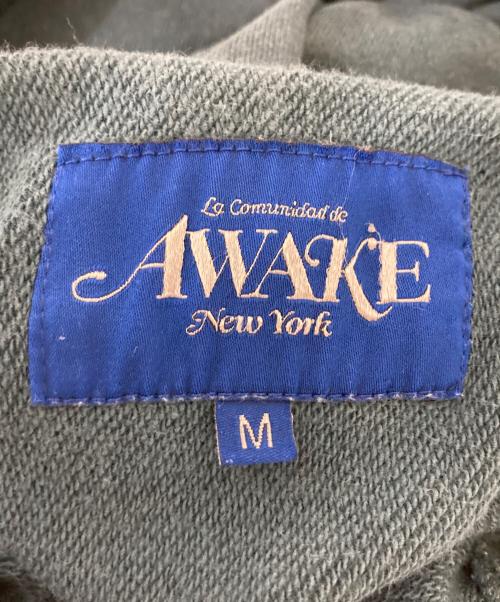 La Comunidad de
AWAKE
New York
M